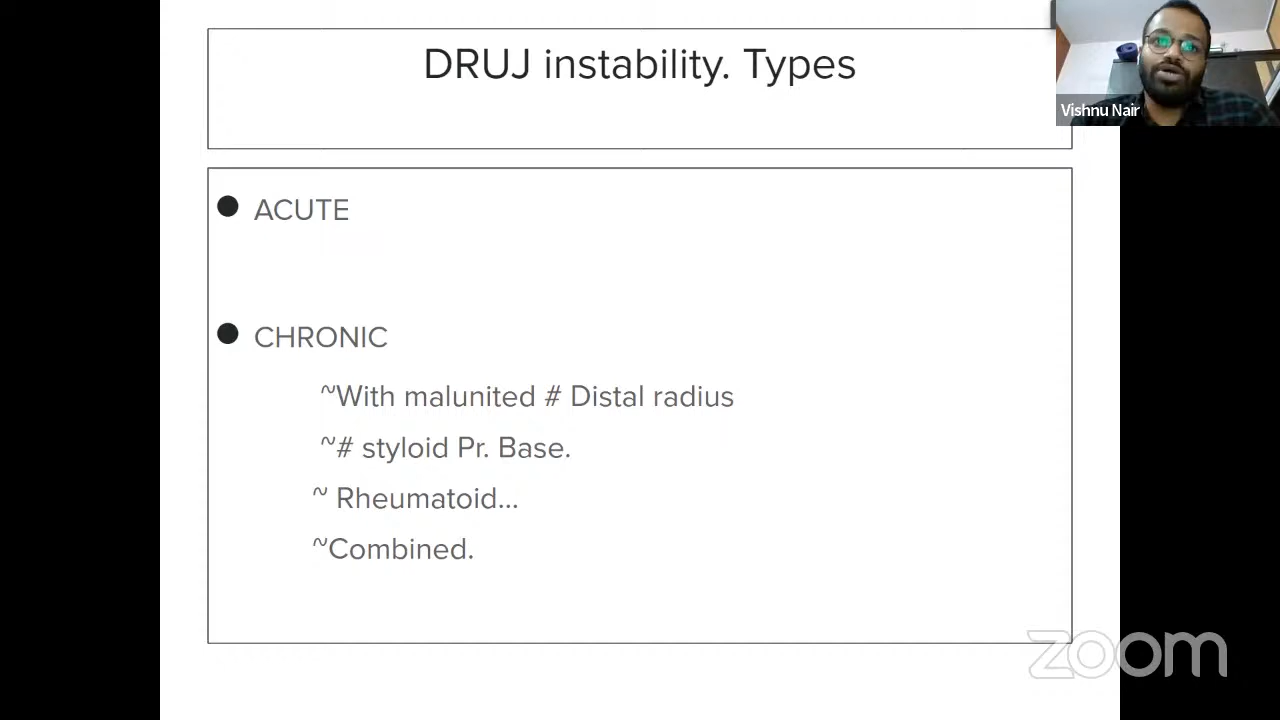 DRUJ instability. Types
Vishnu Nair
● ACUTE
● CHRONIC
~With malunited # Distal radius
~# styloid Pr. Base.
~ Rheumatoid...
~Combined.
zoom